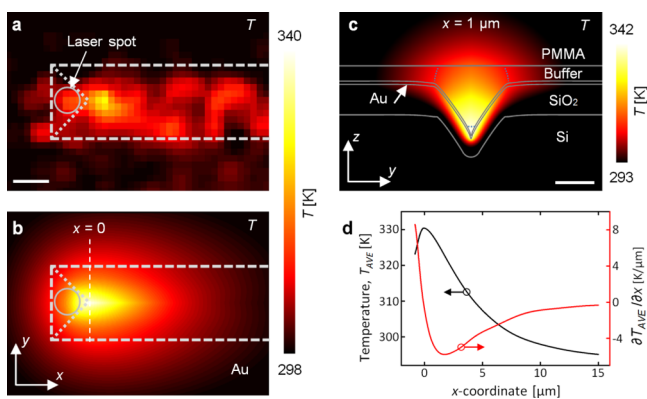 a
Laser spot
T
340
T [K]
298
b
x = 0
T
y
x
Au
c
x = 1 µm
T
PMMA
Buffer
Au
SiO2
Si
z
y
342
T [K]
293
d
Temperature, TAVE [K]
330
320
310
300
8
4
0
-4
∂TAVE /∂x [K/µm]
0 5 10 15
x-coordinate [µm]